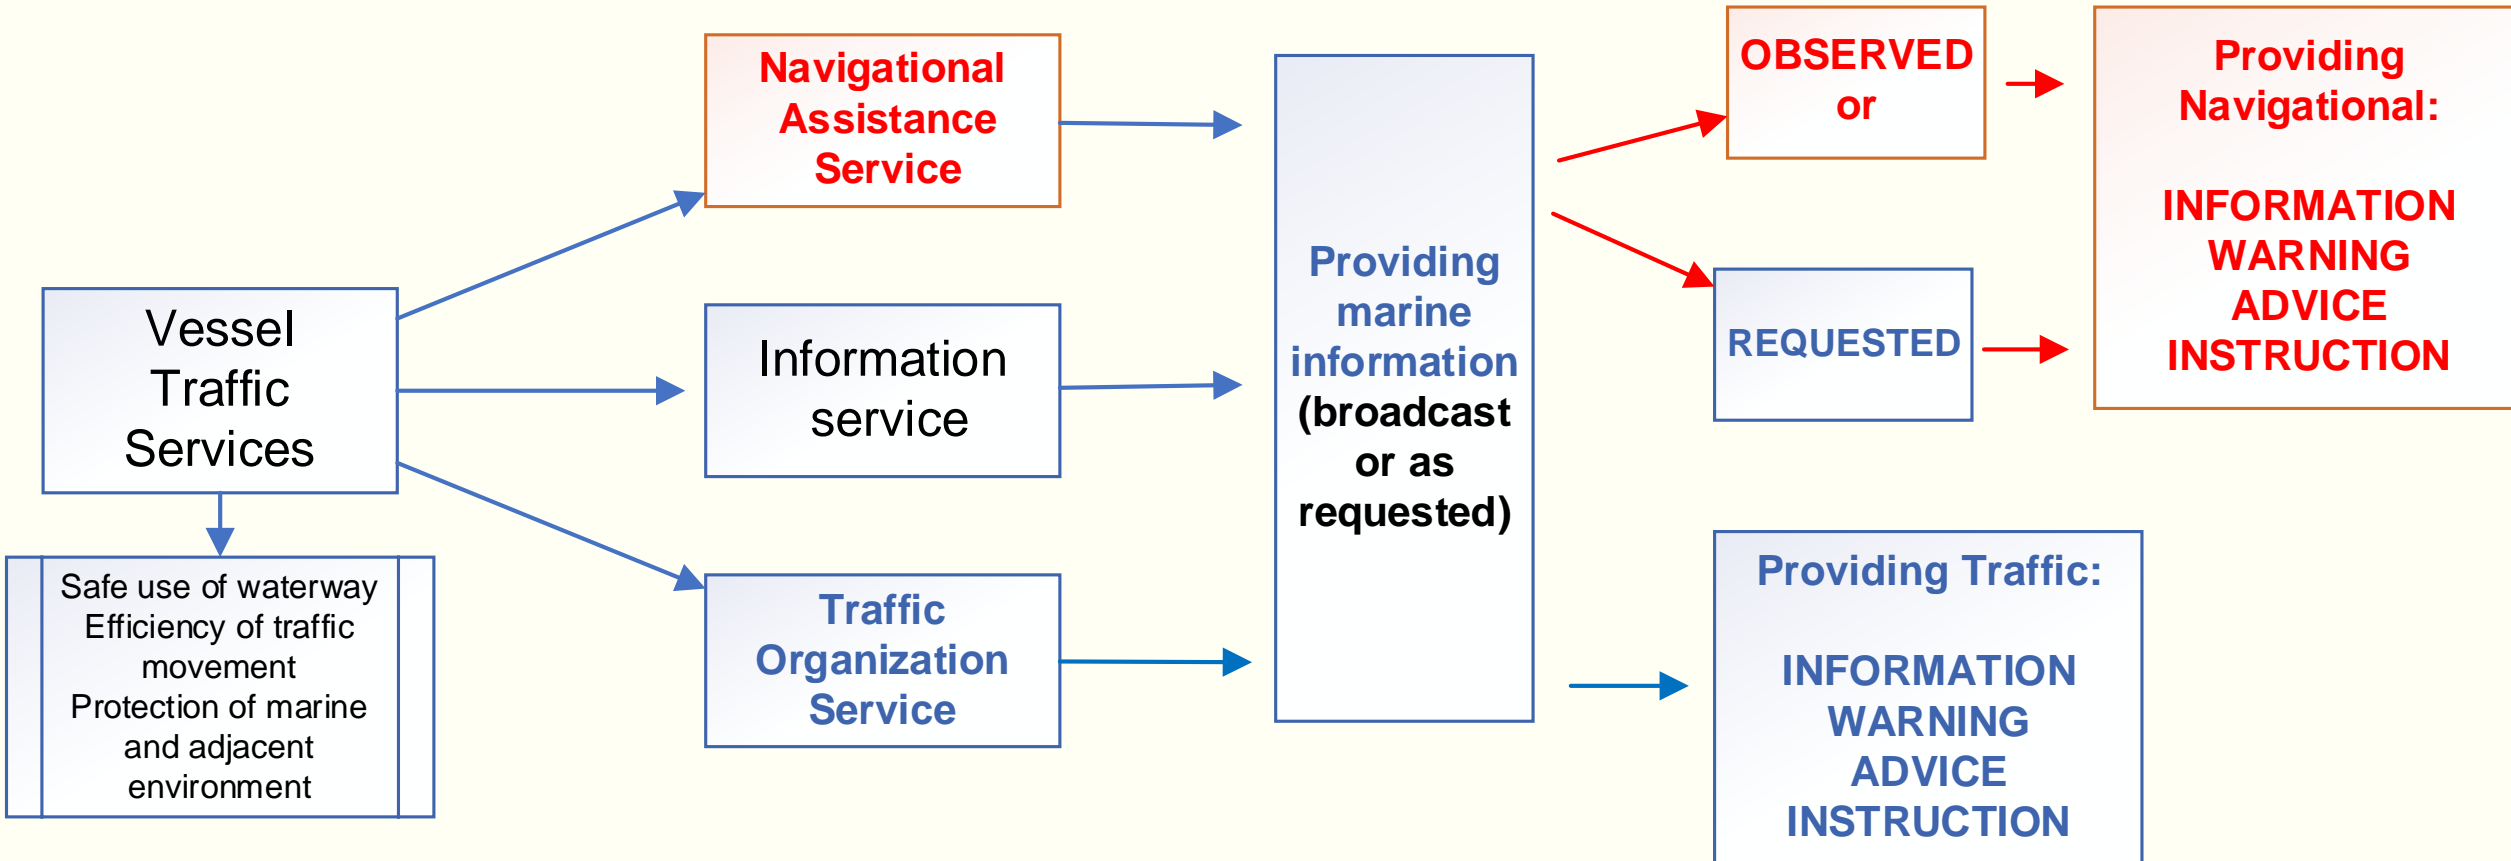 Vessel
Traffic
Services
Safe use of waterway
Efficiency of traffic
movement
Protection of marine
and adjacent
environment
Navigational
Assistance
Service
Information
service
Traffic
Organization
Service
Providing
marine
information
(broadcast
or as
requested)
OBSERVED
or
REQUESTED
Providing
Navigational:
INFORMATION
WARNING
ADVICE
INSTRUCTION
Providing Traffic:
INFORMATION
WARNING
ADVICE
INSTRUCTION